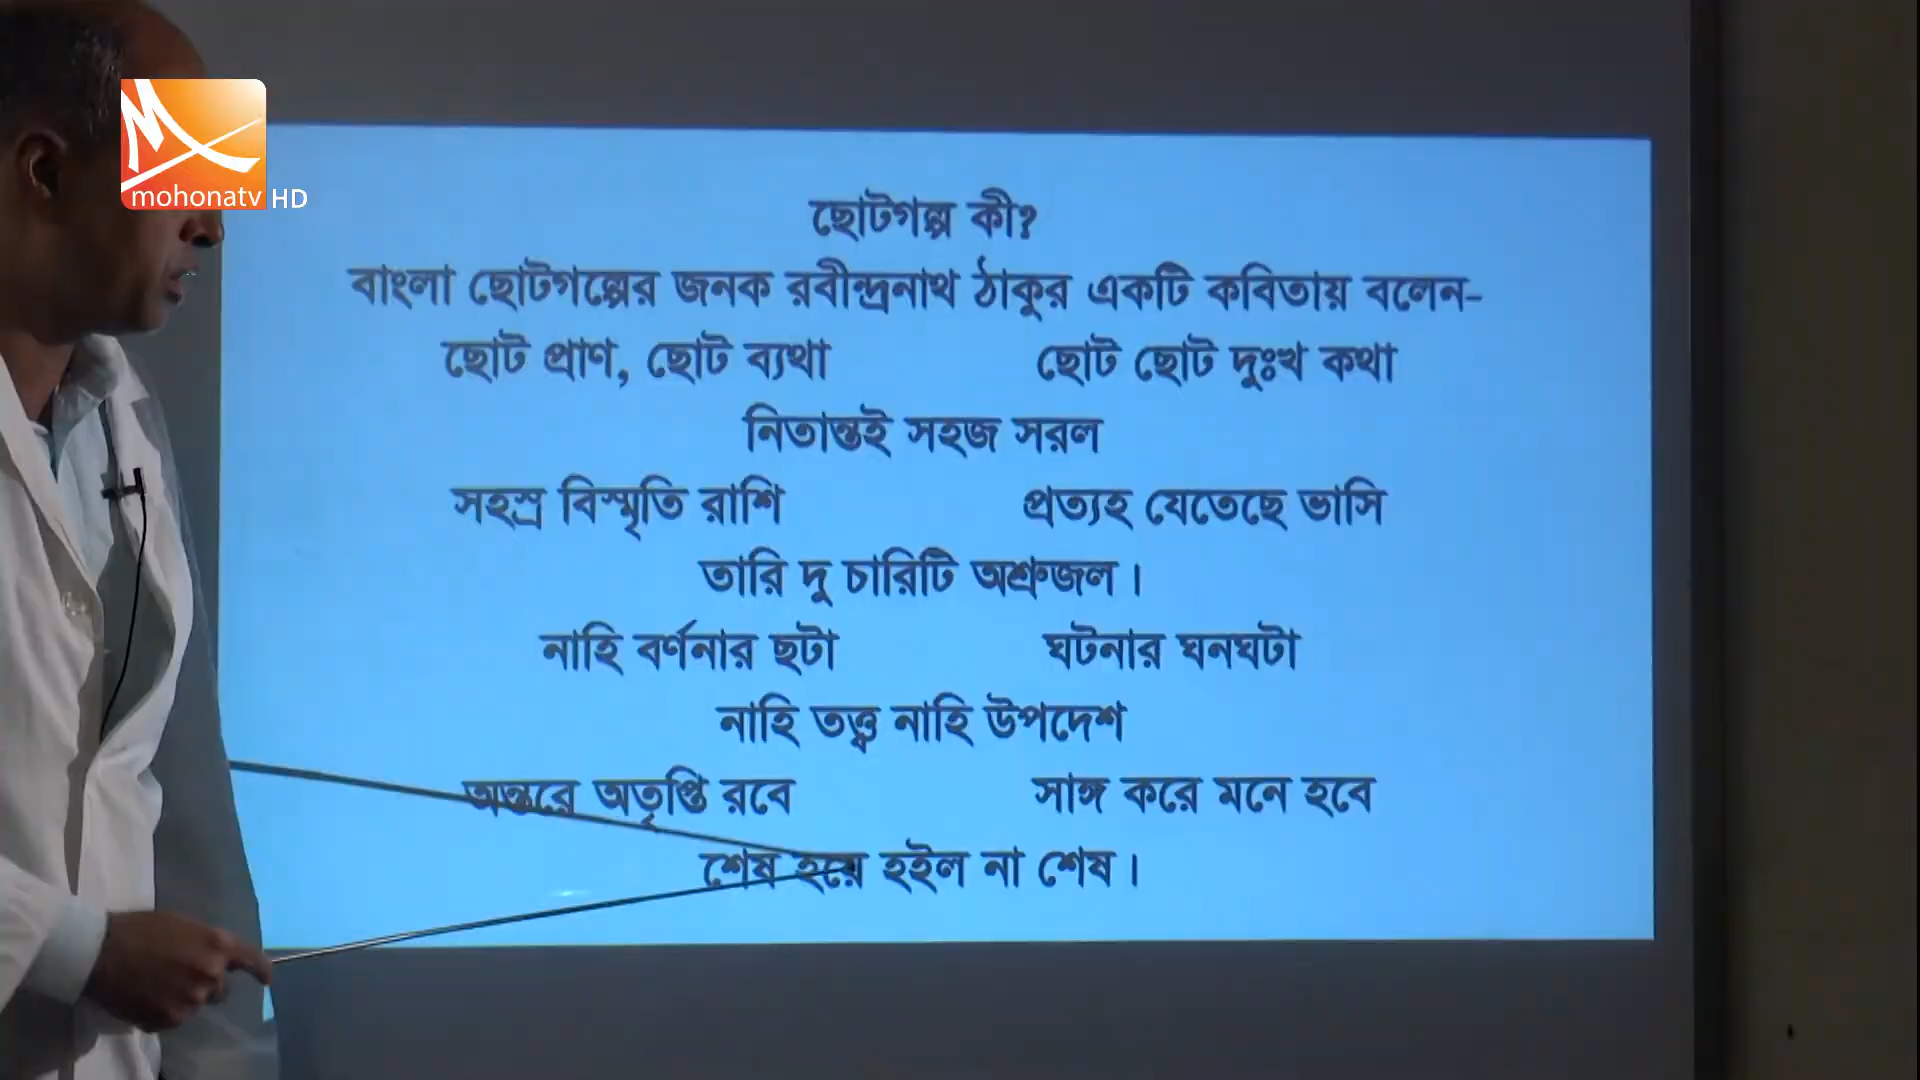 mohonatv HD
ছোটগল্প কী?
বাংলা ছোটগল্পের জনক রবীন্দ্রনাথ ঠাকুর একটি কবিতায় বলেন-
ছোট প্রাণ, ছোট ব্যথা ছোট ছোট দুঃখ কথা
নিতান্তই সহজ সরল
সহস্র বিস্মৃতি রাশি প্রত্যহ যেতেছে ভাসি
তারি দু চারিটি অশ্রুজল।
নাহি বর্ণনার ছটা ঘটনার ঘনঘটা
নাহি তত্ত্ব নাহি উপদেশ
অন্তরে অতৃপ্তি রবে সাঙ্গ করে মনে হবে
শেষ হয়ে হইল না শেষ।